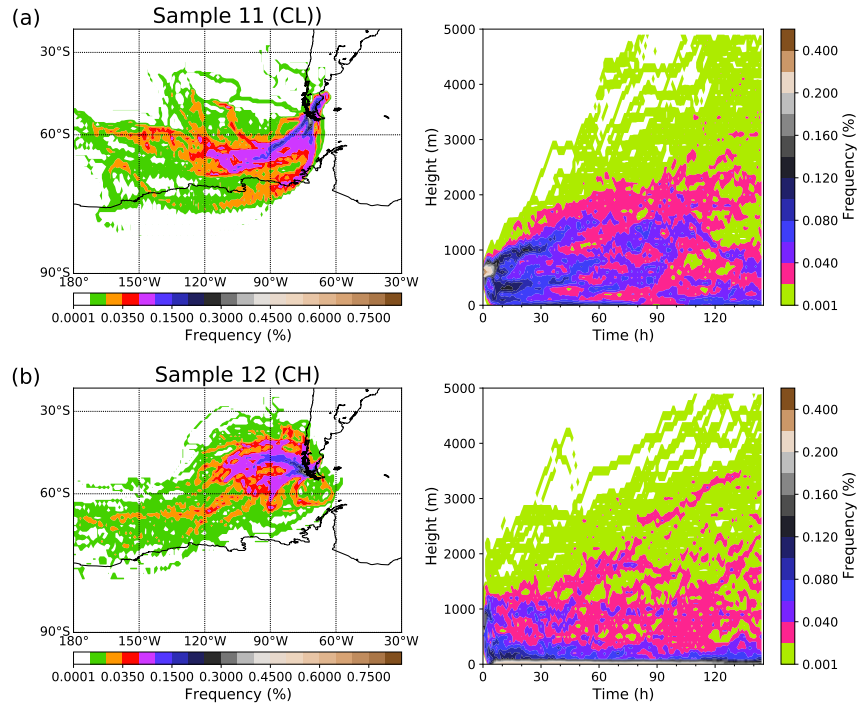 (a)
Sample 11 (CL))
30°S
60°S
90°S
180°
150°W
120°W
90°W
60°W
30°W
0.0001 0.0350 0.1500 0.3000 0.4500 0.6000 0.7500
Frequency (%)
5000
4000
3000
2000
1000
0
Height (m)
0 30 60 90 120
Time (h)
0.400
0.200
0.160
0.120
0.080
0.040
0.001
Frequency (%)
(b)
Sample 12 (CH)
30°S
60°S
90°S
180°
150°W
120°W
90°W
60°W
30°W
0.0001 0.0350 0.1500 0.3000 0.4500 0.6000 0.7500
Frequency (%)
5000
4000
3000
2000
1000
0
Height (m)
0 30 60 90 120
Time (h)
0.400
0.200
0.160
0.120
0.080
0.040
0.001
Frequency (%)